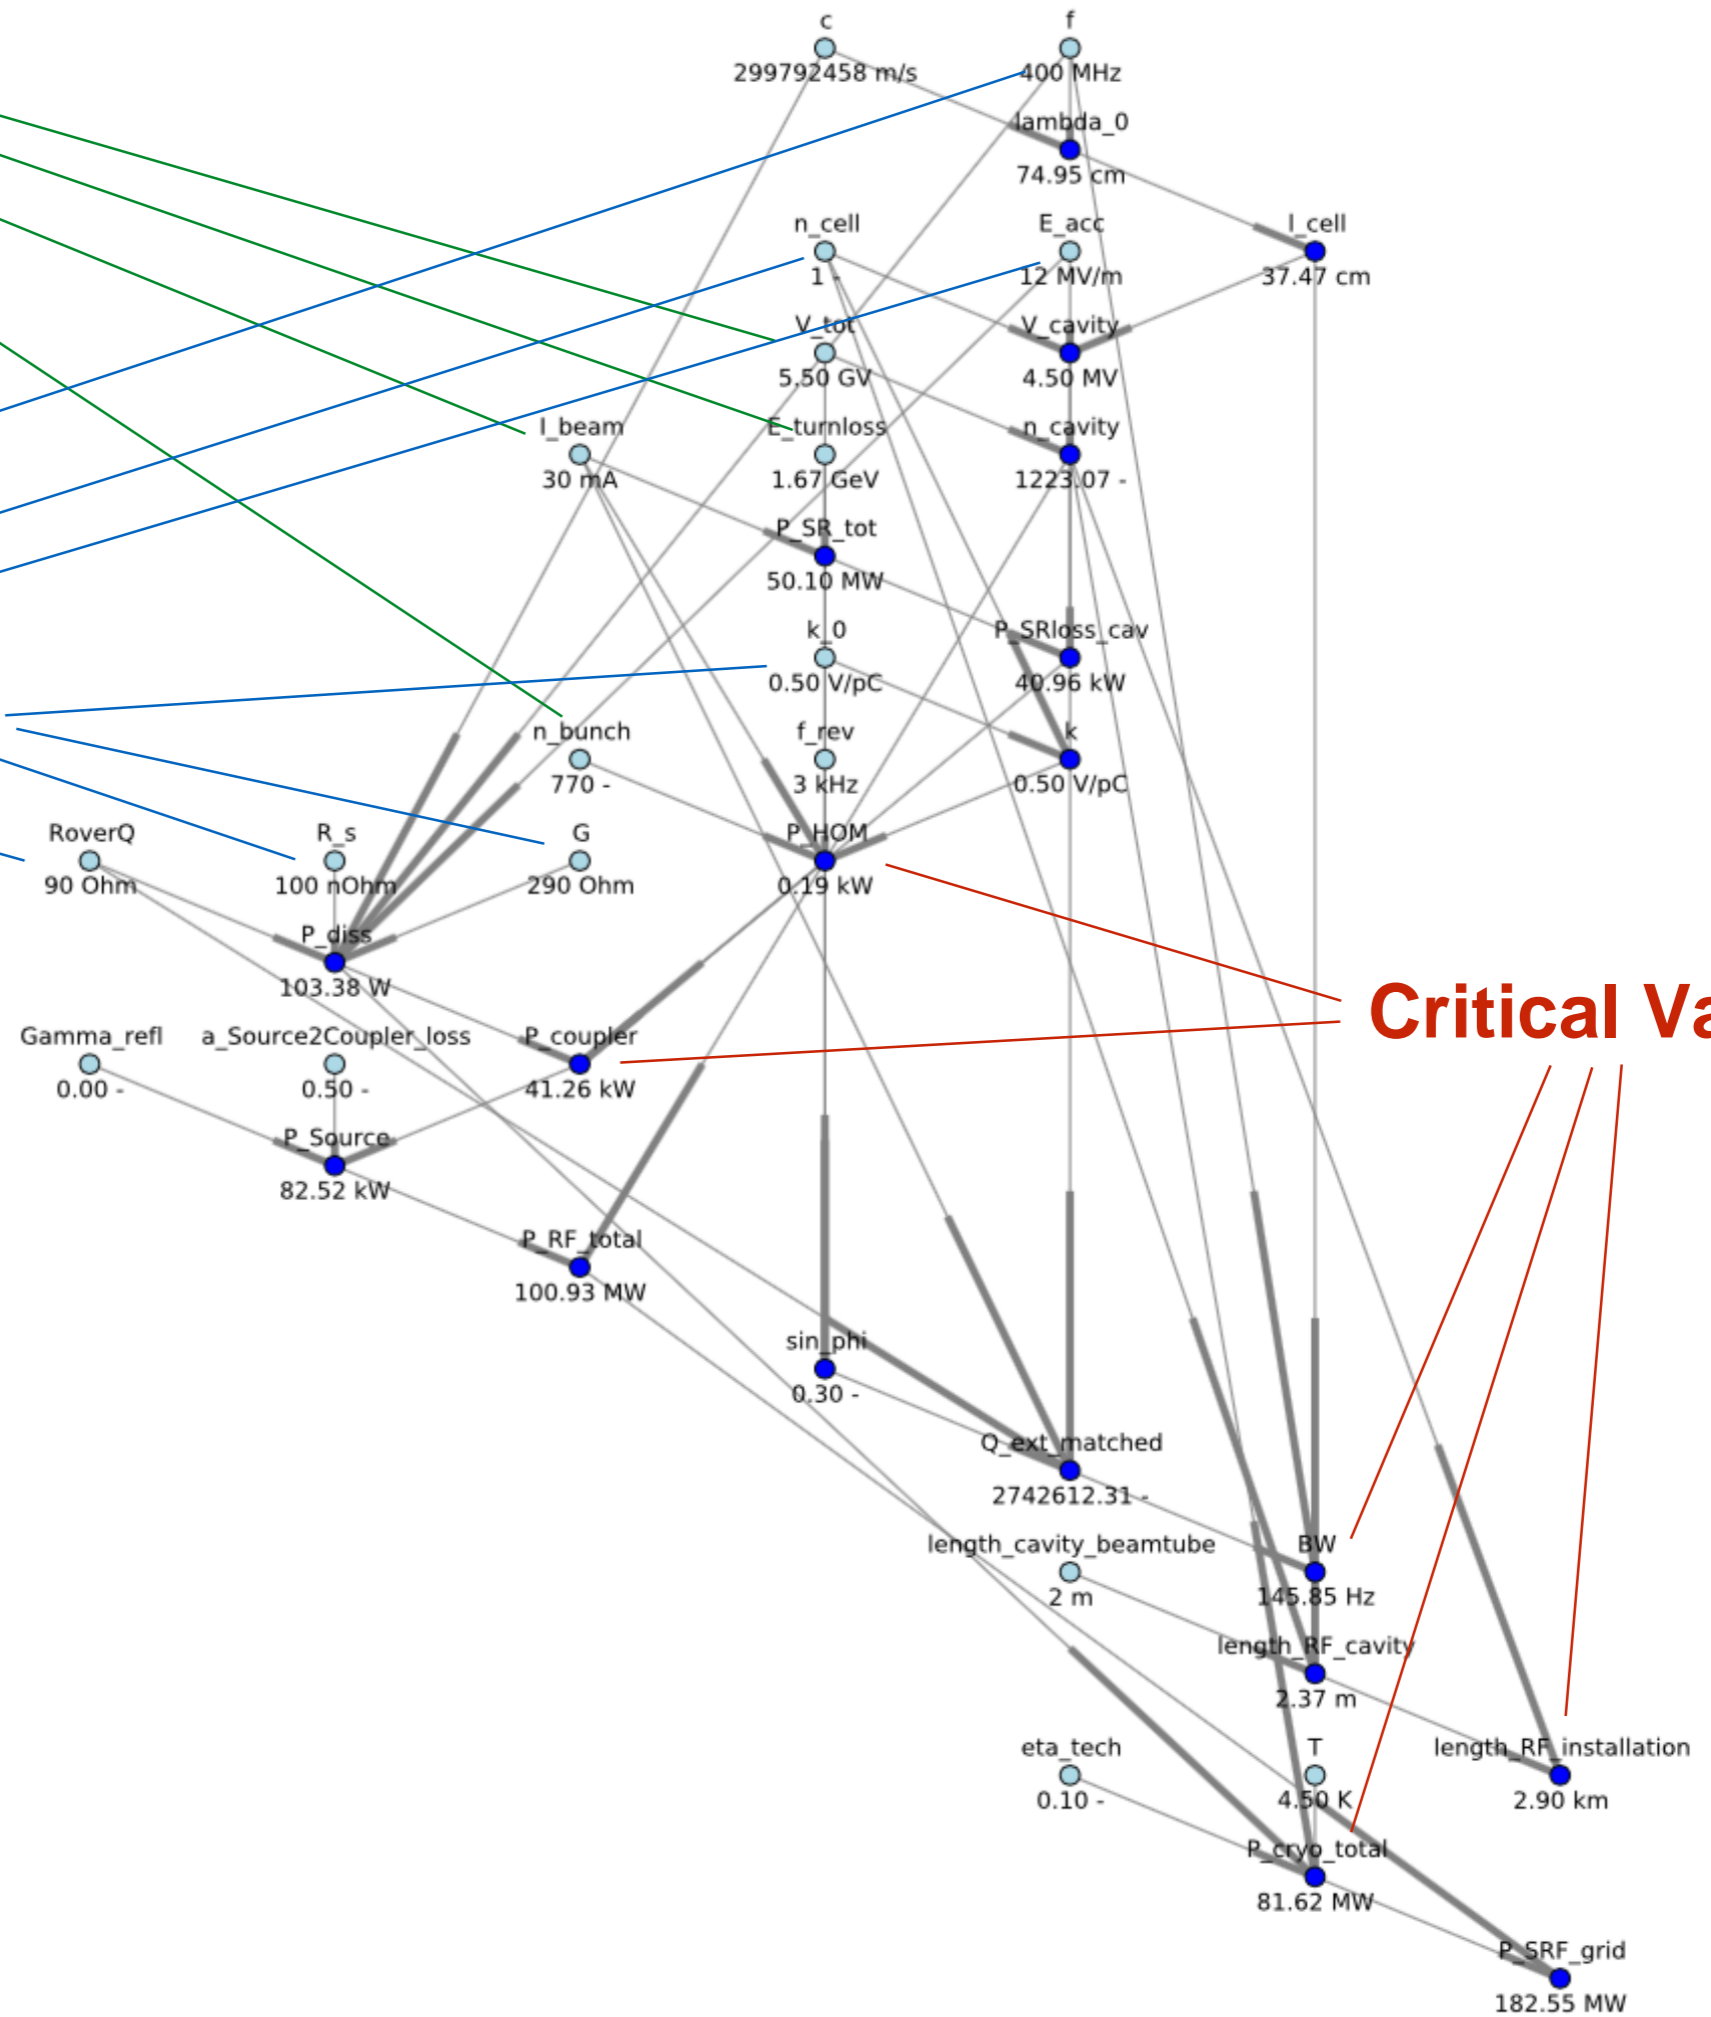 c
f
299792458 m/s
400 MHz
lambda_0
74.95 cm
n_cell
E_acc
l_cell
1 -
12 MV/m
37.47 cm
V_tot
V_cavity
5.50 GV
4.50 MV
I_beam
E_turnloss
n_cavity
30 mA
1.67 GeV
1223.07 -
P_SR_tot
50.10 MW
k_0
P_SRloss_cav
0.50 V/pC
40.96 kW
n_bunch
f_rev
k
770 -
3 kHz
0.50 V/pC
RoverQ
R_s
G
P_HOM
90 Ohm
100 nOhm
290 Ohm
0.19 kW
P_diss
103.38 W
Critical Va
Gamma_refl
a_Source2Coupler_loss
P_coupler
0.00 -
0.50 -
41.26 kW
P_Source
82.52 kW
P_RF_total
100.93 MW
sin_phi
0.30 -
Q_ext_matched
2742612.31 -
length_cavity_beamtube
BW
2 m
145.85 Hz
length_RF_cavity
2.37 m
eta_tech
T
length_RF_installation
0.10 -
4.50 K
2.90 km
P_cryo_total
81.62 MW
P_SRF_grid
182.55 MW